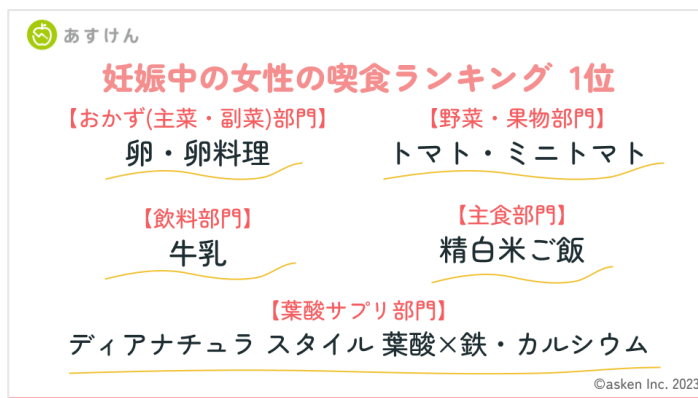 あすけん
妊娠中の女性の喫食ランキング 1位
【おかず(主菜・副菜)部門】
卵・卵料理
【野菜・果物部門】
トマト・ミニトマト
【飲料部門】
牛乳
【主食部門】
精白米ご飯
【葉酸サプリ部門】
ディアナチュラ スタイル 葉酸×鉄・カルシウム
©asken Inc. 2023